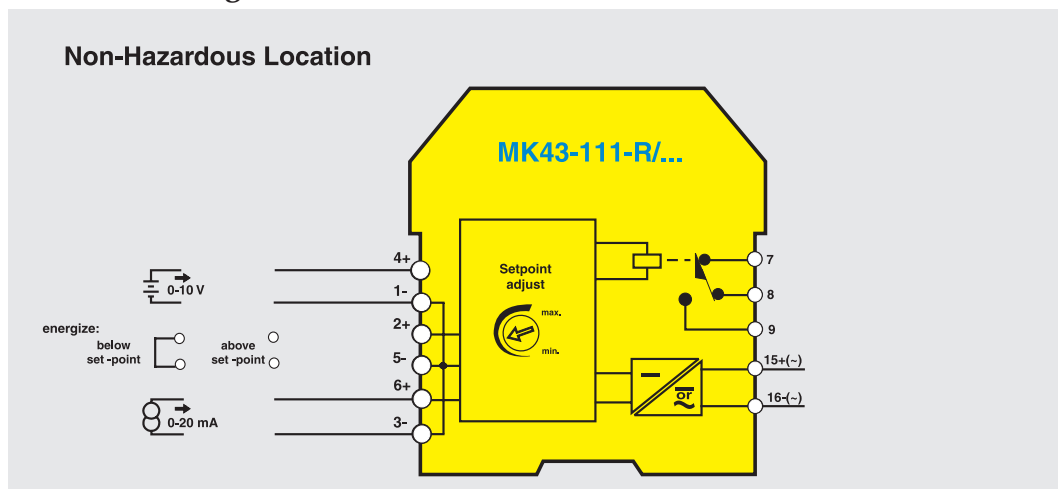 Non-Hazardous Location
MK43-111-R/...
4+
0-10 V
1-
energize:
below
set -point
above
set -point
2+
5-
6+
0-20 mA
3-
Setpoint
adjust
max.
min.
7
8
9
or
15+(~)
16-(~)